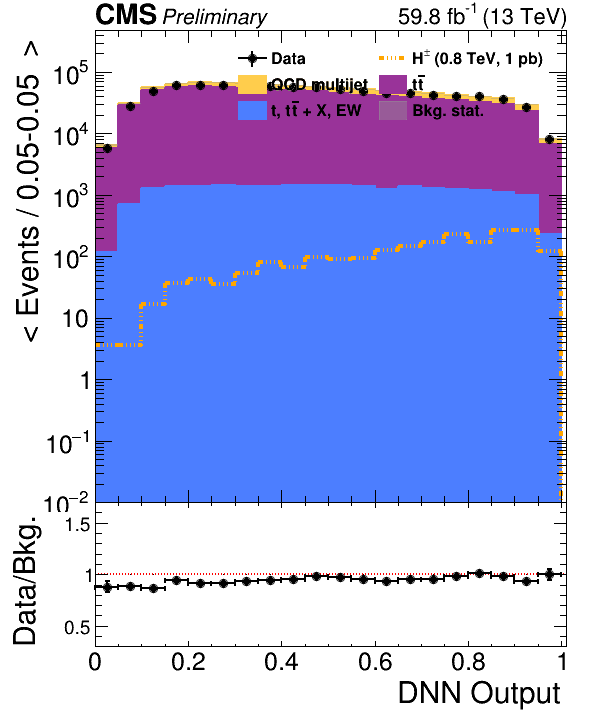 CMS Preliminary 59.8 fb⁻¹ (13 TeV)
< Events / 0.05-0.05 >
10⁵
10⁴
10³
10²
10
1
10⁻¹
10⁻²
Data
H± (0.8 TeV, 1 pb)
QCD multijet
tt̅
t, tt̅ + X, EW
Bkg. stat.
Data/Bkg.
1.5
1
0.5
0 0.2 0.4 0.6 0.8 1
DNN Output